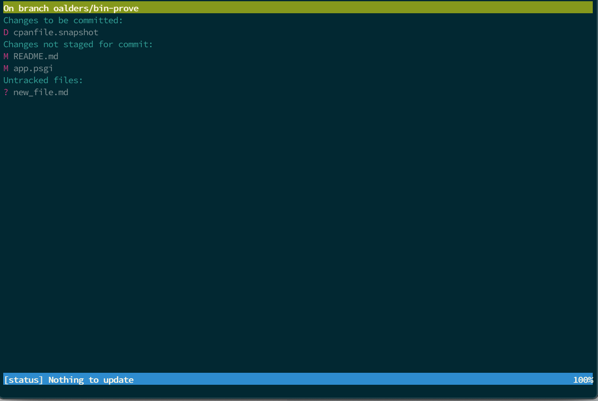 On branch oalders/bin-prove
Changes to be committed:
D cpanfile.snapshot
Changes not staged for commit:
M README.md
M app.psgi
Untracked files:
? new_file.md
[status] Nothing to update 100%